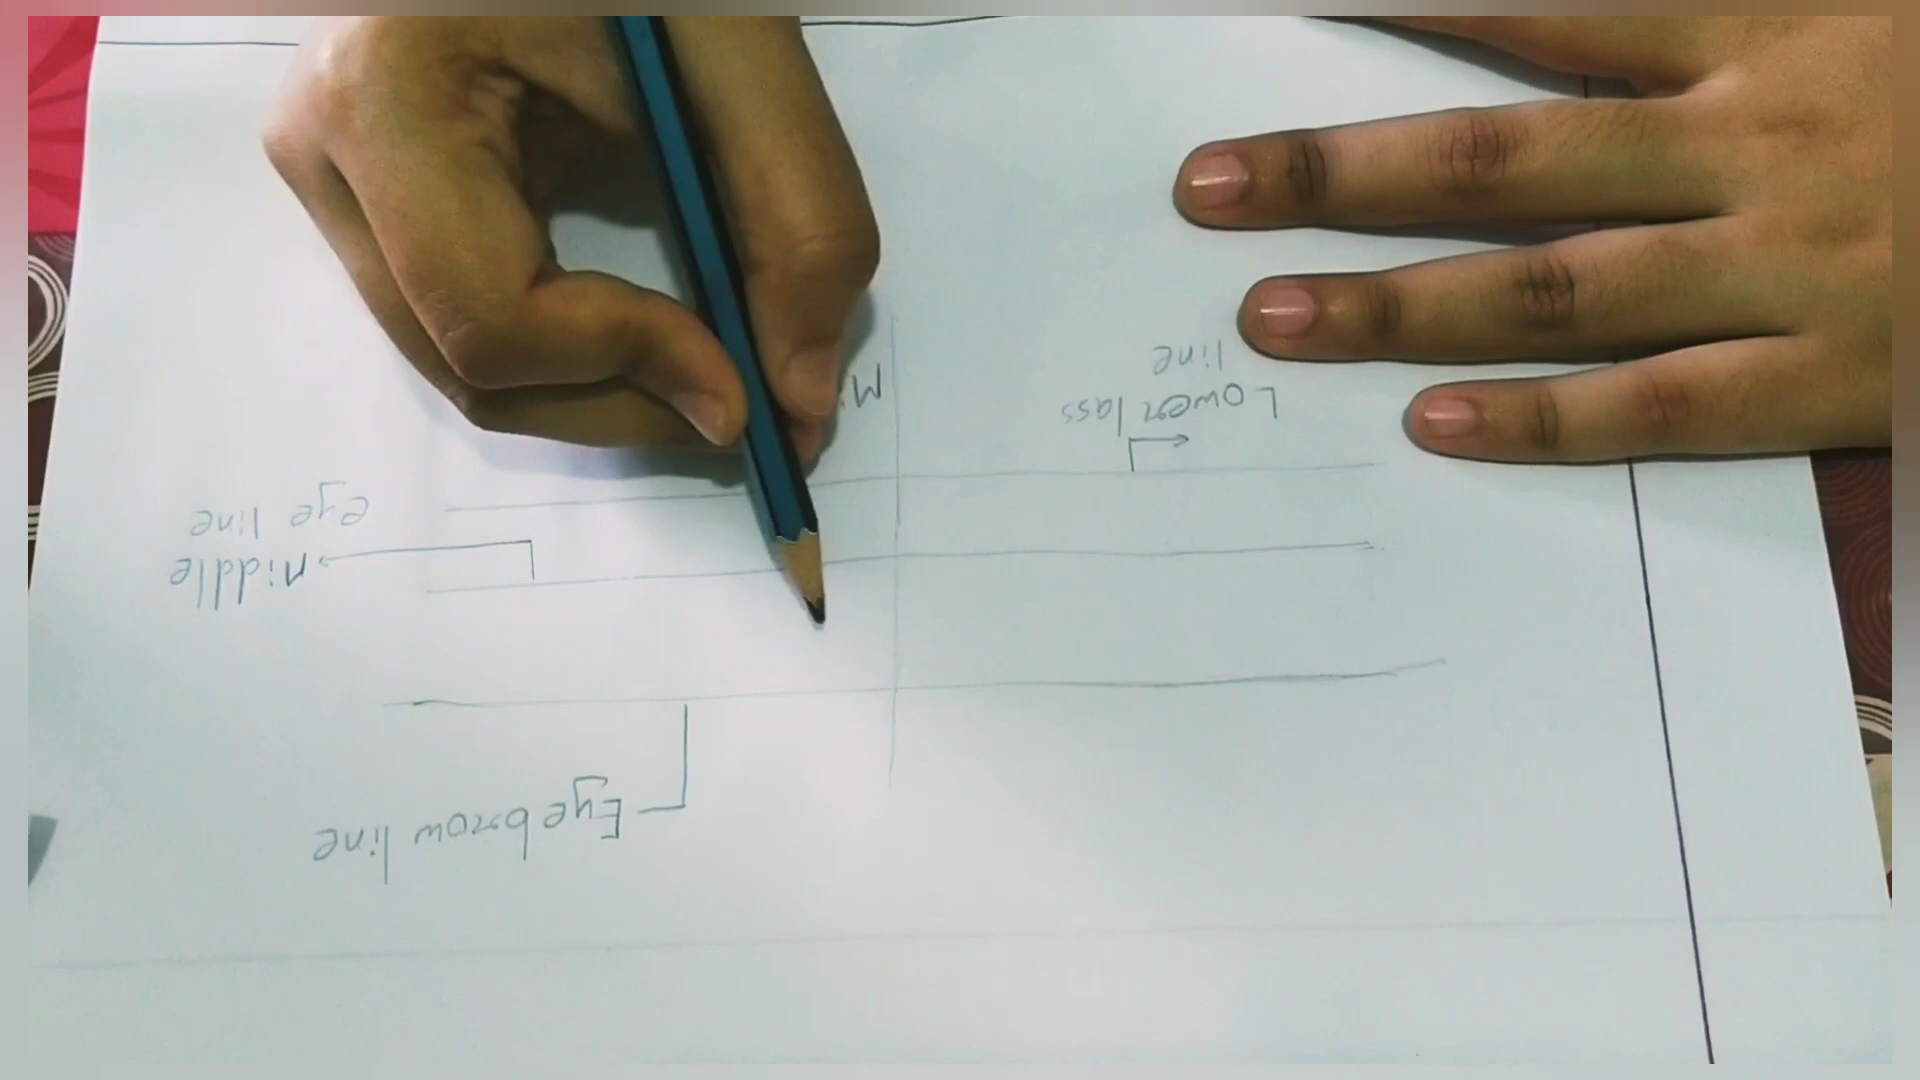 Eyebrow line
Middle
eye line
Lower lass
line